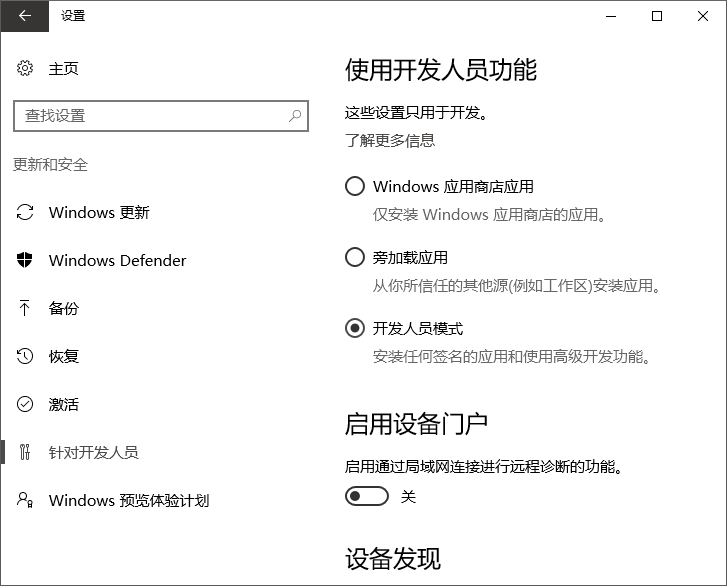 设置
主页
查找设置
更新和安全
Windows 更新
Windows Defender
备份
恢复
激活
针对开发人员
Windows 预览体验计划
使用开发人员功能
这些设置只用于开发。
了解更多信息
Windows 应用商店应用
仅安装 Windows 应用商店的应用。
旁加载应用
从你所信任的其他源(例如工作区)安装应用。
开发人员模式
安装任何签名的应用和使用高级开发功能。
启用设备门户
启用通过局域网连接进行远程诊断的功能。
关
设备发现